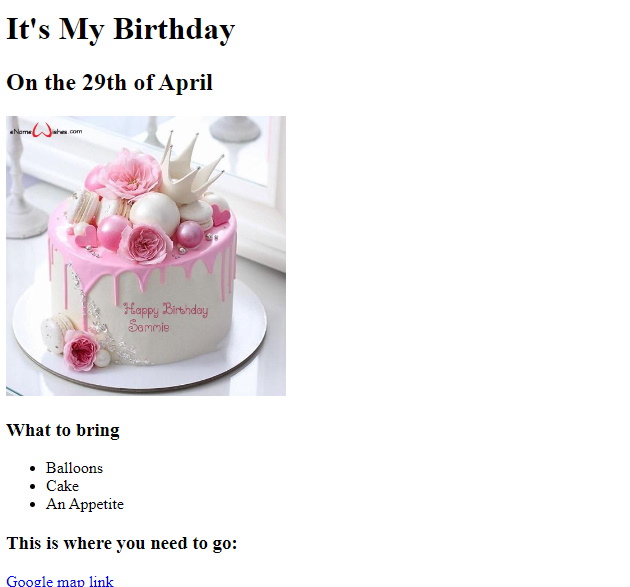 It's My Birthday
On the 29th of April
eNameWishes.com
Happy Birthday
Sammie
What to bring
Balloons
Cake
An Appetite
This is where you need to go:
Google map link